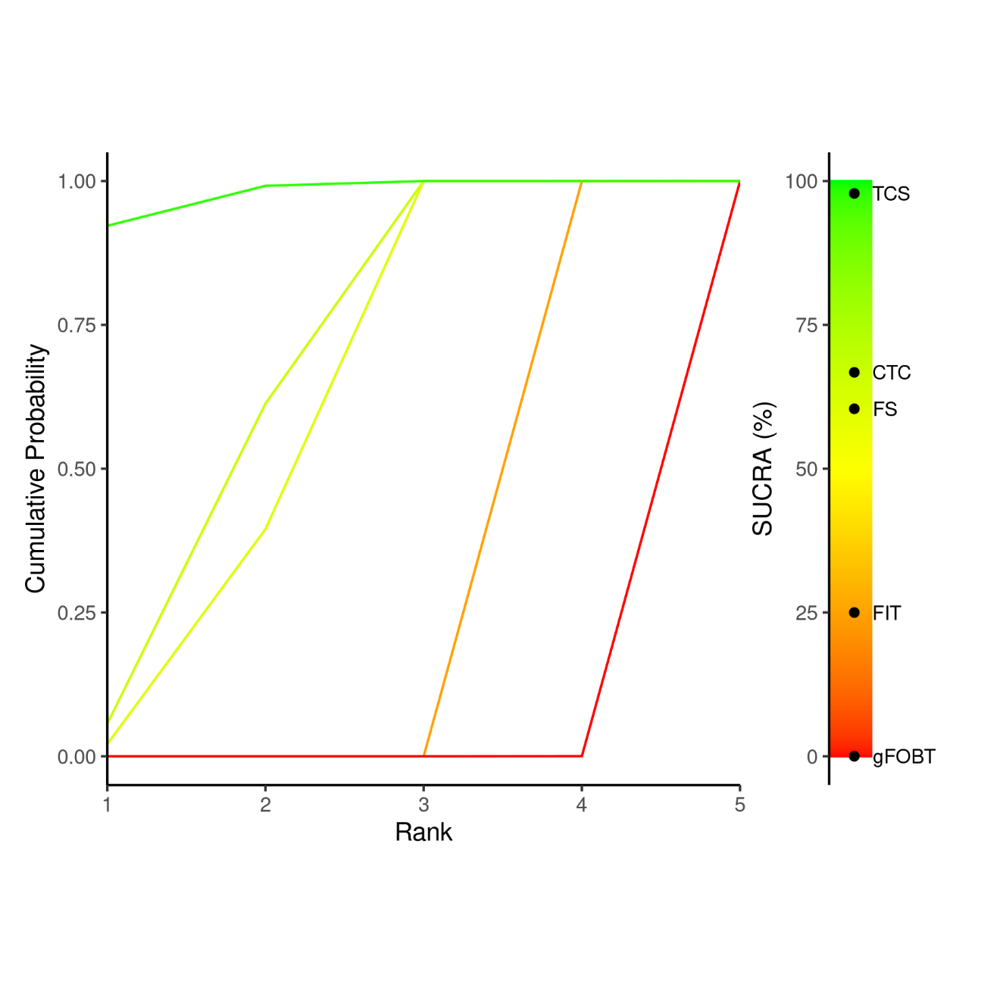 Cumulative Probability
1.00
0.75
0.50
0.25
0.00
1 2 3 4 5
Rank
SUCRA (%)
100
75
50
25
0
TCS
CTC
FS
FIT
gFOBT